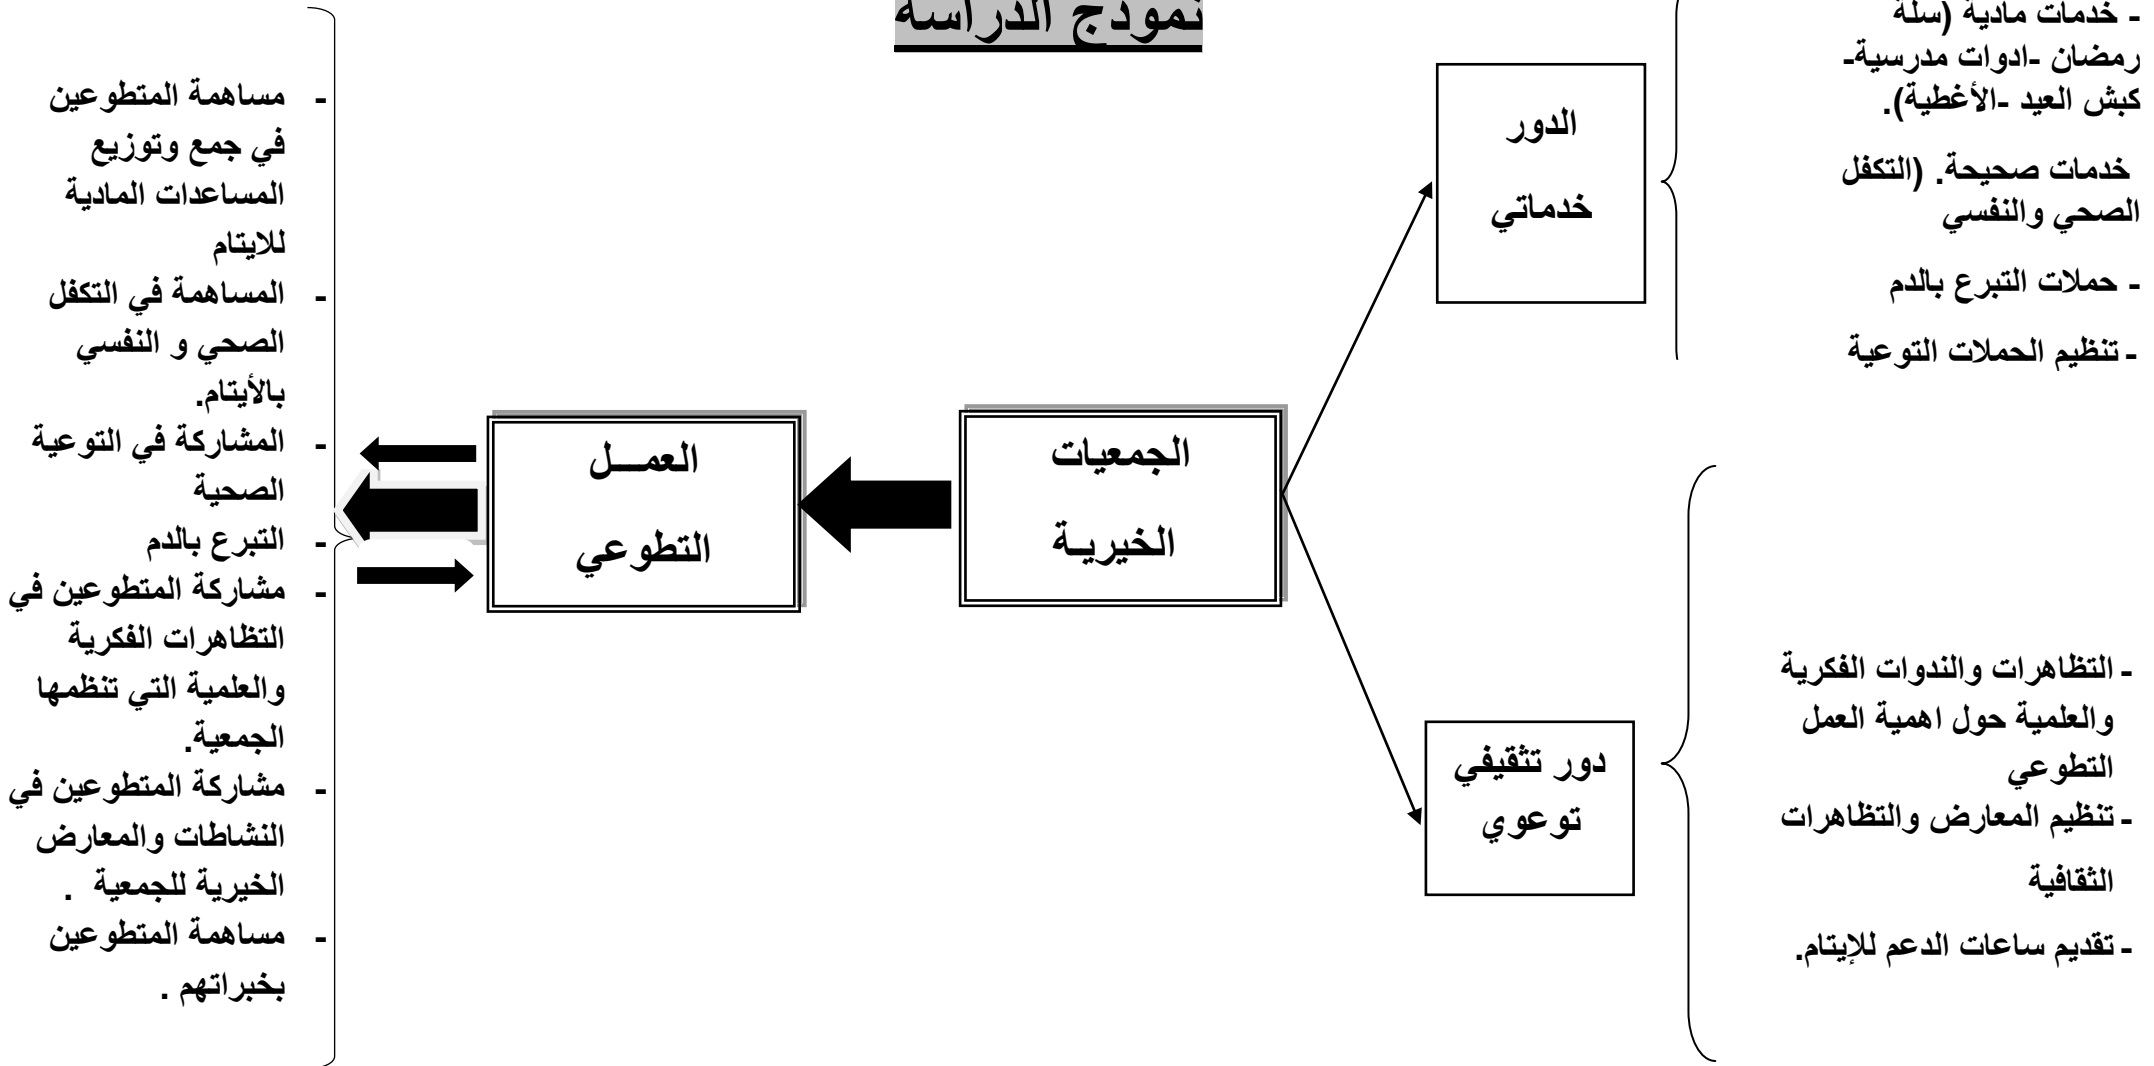 نموذج الدراسة
- خدمات مادية (سلة
رمضان -ادوات مدرسية-
كبش العيد -الأغطية).
خدمات صحيحة. (التكفل
الصحي والنفسي
- حملات التبرع بالدم
- تنظيم الحملات التوعية
الدور
خدماتي
الجمعيات
الخيريـة
العمـــل
التطوعي
دور تثقيفي
توعوي
- التظاهرات والندوات الفكرية
والعلمية حول اهمية العمل
التطوعي
- تنظيم المعارض والتظاهرات
الثقافية
- تقديم ساعات الدعم للإيتام.
- مساهمة المتطوعين
في جمع وتوزيع
المساعدات المادية
للايتام
- المساهمة في التكفل
الصحي و النفسي
بالأيتام.
- المشاركة في التوعية
الصحية
- التبرع بالدم
- مشاركة المتطوعين في
التظاهرات الفكرية
والعلمية التي تنظمها
الجمعية.
- مشاركة المتطوعين في
النشاطات والمعارض
الخيرية للجمعية .
- مساهمة المتطوعين
بخبراتهم .